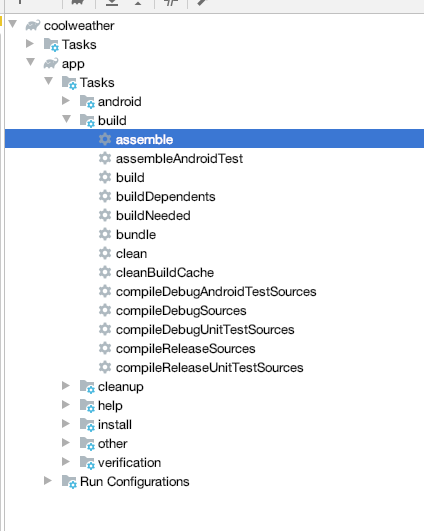 coolweather
Tasks
app
Tasks
android
build
assemble
assembleAndroidTest
build
buildDependents
buildNeeded
bundle
clean
cleanBuildCache
compileDebugAndroidTestSources
compileDebugSources
compileDebugUnitTestSources
compileReleaseSources
compileReleaseUnitTestSources
cleanup
help
install
other
verification
Run Configurations